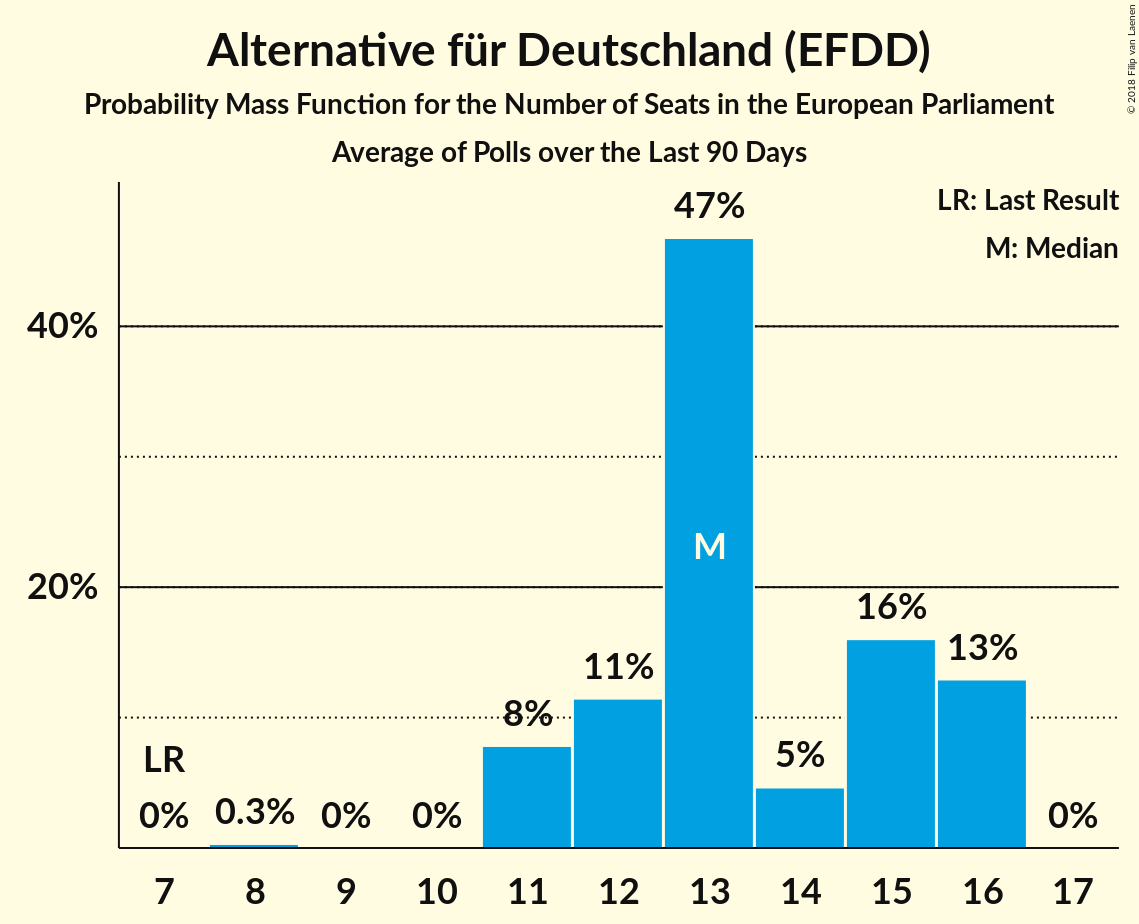 Alternative für Deutschland (EFDD)
Probability Mass Function for the Number of Seats in the European Parliament
Average of Polls over the Last 90 Days
© 2018 Filip van Laenen
LR: Last Result
M: Median
47%
40%
M
20%
16%
13%
11%
8%
5%
LR
0% 0.3% 0% 0% 0%
7 8 9 10 11 12 13 14 15 16 17